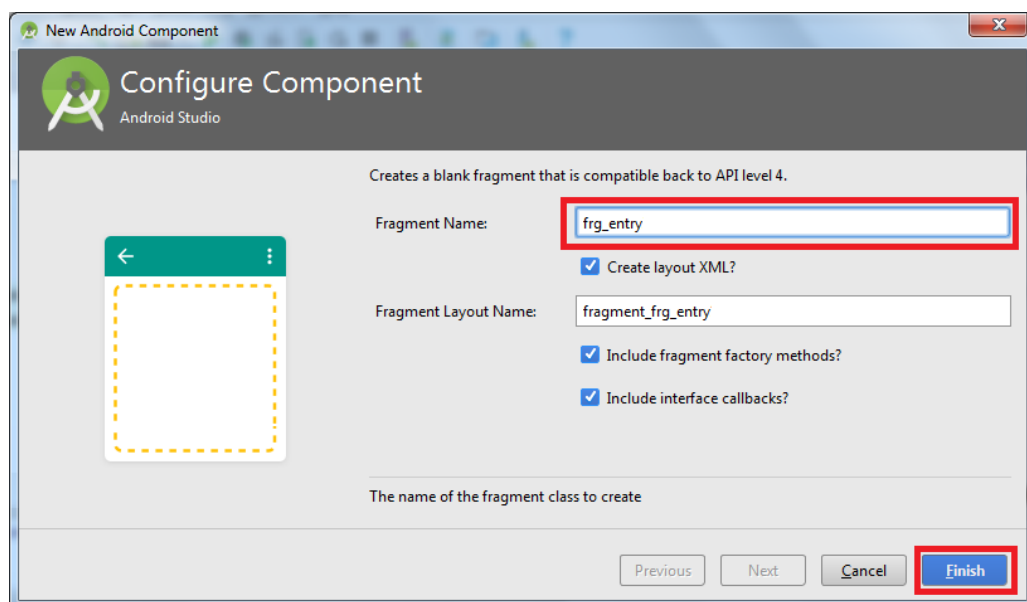 New Android Component
Configure Component
Android Studio
Creates a blank fragment that is compatible back to API level 4.
Fragment Name: frg_entry
Create layout XML?
Fragment Layout Name: fragment_frg_entry
Include fragment factory methods?
Include interface callbacks?
The name of the fragment class to create
Previous Next Cancel Finish